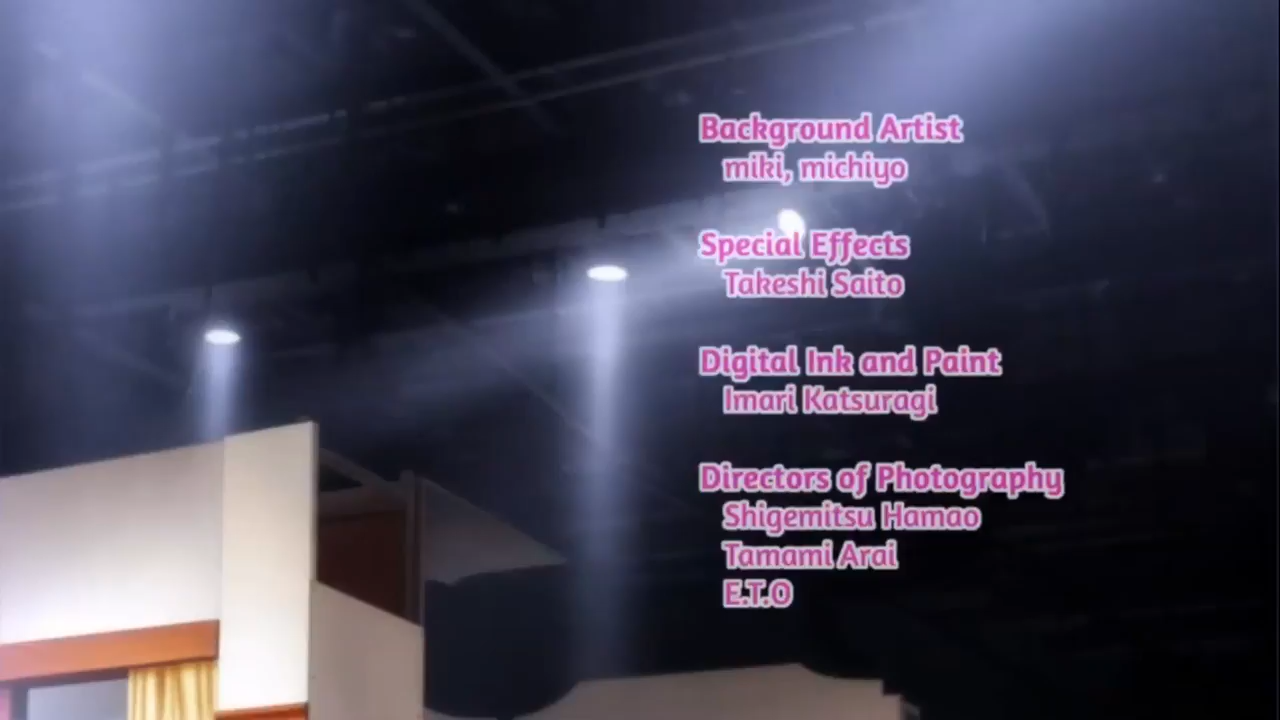 Background Artist
miki, michiyo
Special Effects
Takeshi Saito
Digital Ink and Paint
Imari Katsuragi
Directors of Photography
Shigemitsu Hamao
Tamami Arai
E.T.O